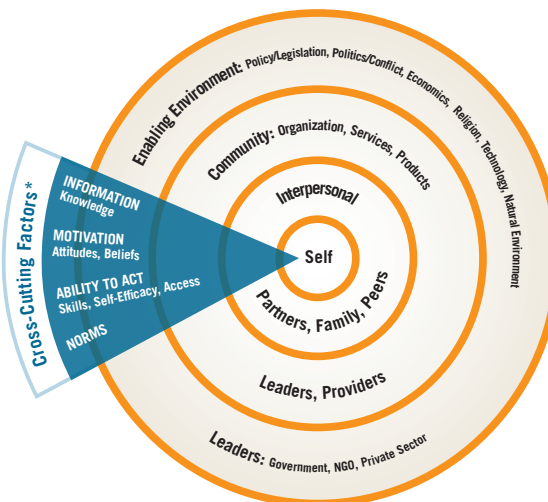 Enabling Environment: Policy/Legislation, Politics/Conflict, Economics, Religion, Technology, Natural Environment
Community: Organization, Services, Products
Interpersonal
Self
Partners, Family, Peers
Leaders, Providers
Leaders: Government, NGO, Private Sector
Cross-Cutting Factors*
INFORMATION
Knowledge
MOTIVATION
Attitudes, Beliefs
ABILITY TO ACT
Skills, Self-Efficacy, Access
NORMS